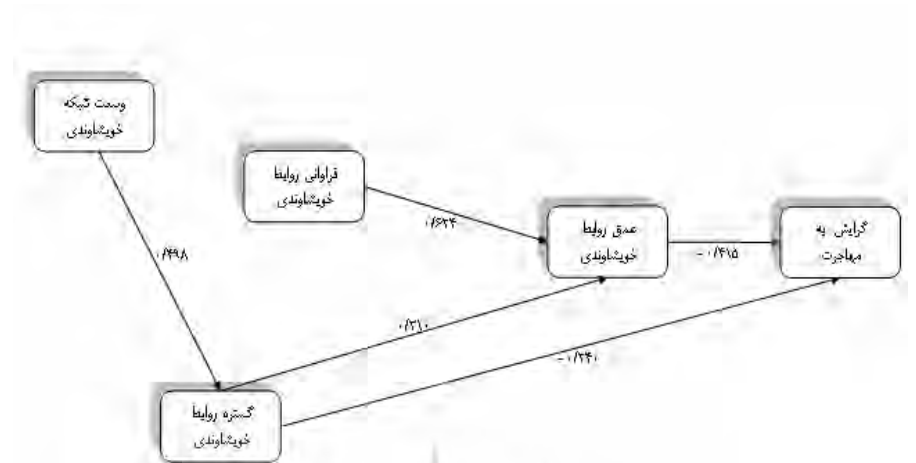 وسعت شبکه
خویشاوندی
فراوانی روابط
خویشاوندی
عمق روابط
خویشاوندی
گرایش به
مهاجرت
گستره روابط
خویشاوندی
۰/۴۹۸
۰/۶۳۴
-۰/۴۱۵
۰/۳۱۰
-۰/۲۴۰